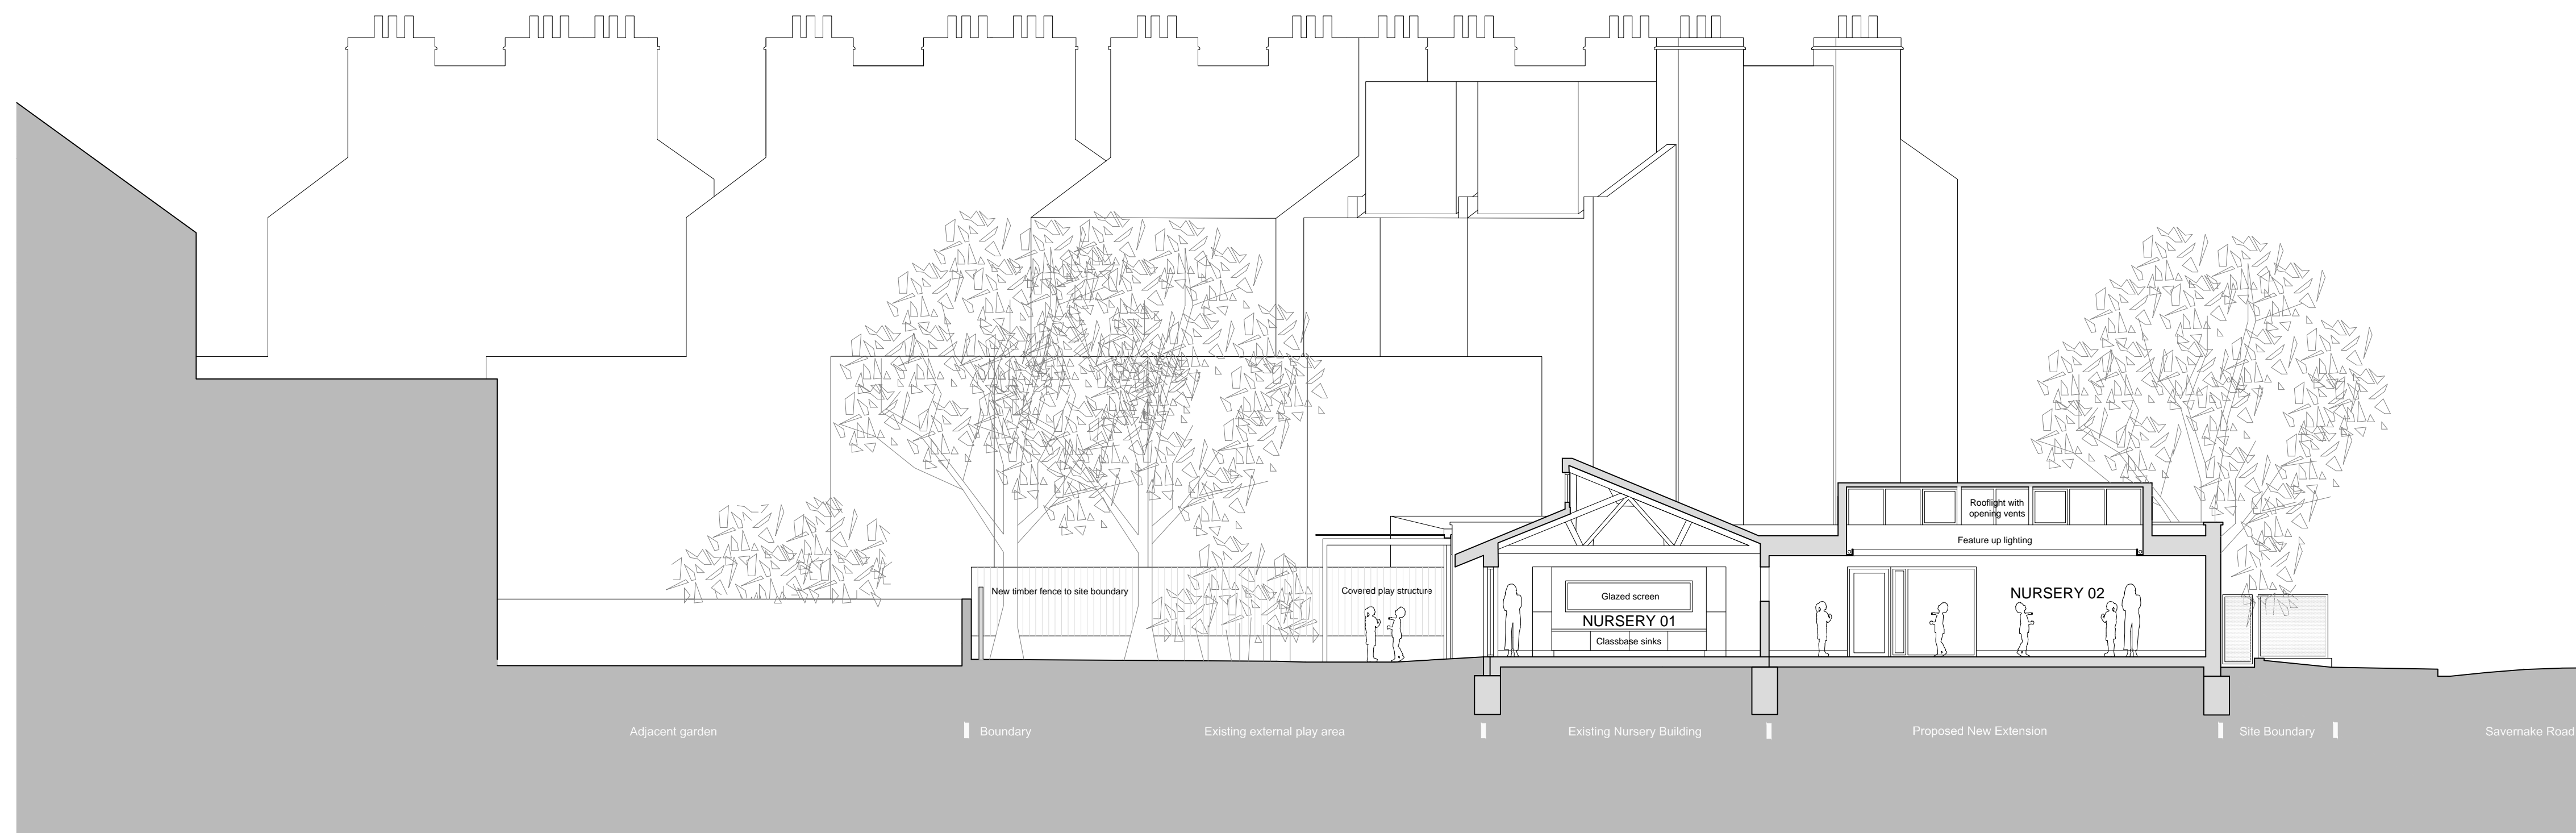 Rooflight with
opening vents
Feature up lighting
New timber fence to site boundary
Covered play structure
Glazed screen
NURSERY 01
NURSERY 02
Classbase sinks
Adjacent garden
Boundary
Existing external play area
Existing Nursery Building
Proposed New Extension
Site Boundary
Savernake Road